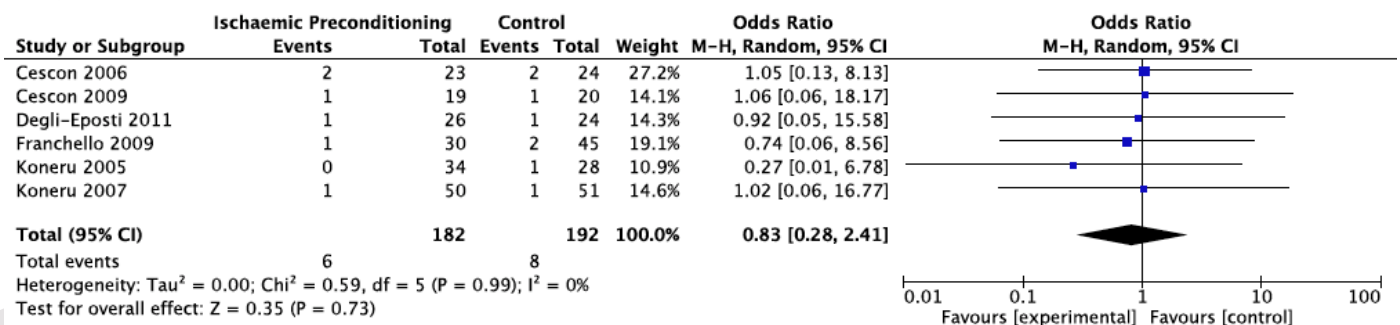 Ischaemic Preconditioning Control Odds Ratio Odds Ratio
Study or Subgroup Events Total Events Total Weight M-H, Random, 95% CI M-H, Random, 95% CI
Cescon 2006 2 23 2 24 27.2% 1.05 [0.13, 8.13]
Cescon 2009 1 19 1 20 14.1% 1.06 [0.06, 18.17]
Degli-Eposti 2011 1 26 1 24 14.3% 0.92 [0.05, 15.58]
Franchello 2009 1 30 2 45 19.1% 0.74 [0.06, 8.56]
Koneru 2005 0 34 1 28 10.9% 0.27 [0.01, 6.78]
Koneru 2007 1 50 1 51 14.6% 1.02 [0.06, 16.77]
Total (95% CI) 182 192 100.0% 0.83 [0.28, 2.41]
Total events 6 8
Heterogeneity: Tau² = 0.00; Chi² = 0.59, df = 5 (P = 0.99); I² = 0%
Test for overall effect: Z = 0.35 (P = 0.73)
0.01 0.1 1 10 100
Favours [experimental] Favours [control]